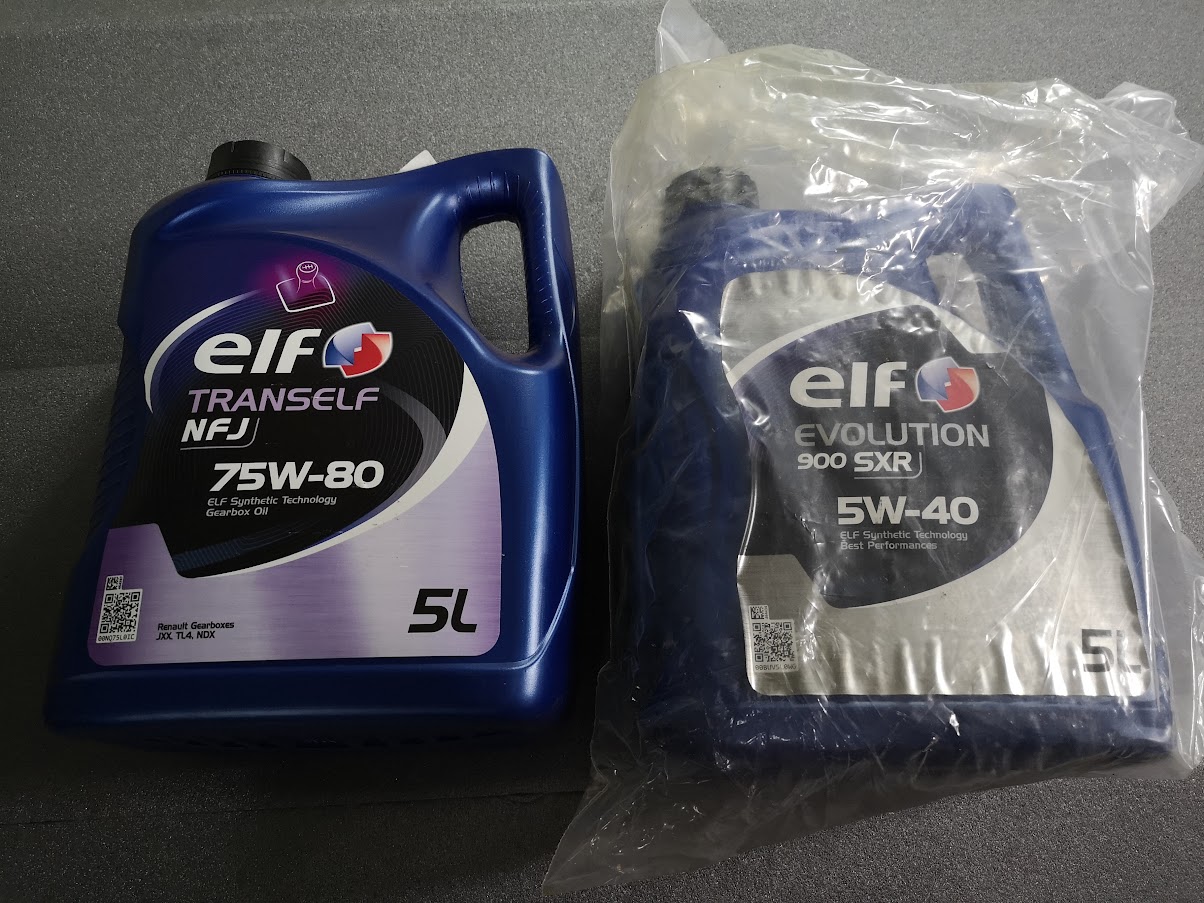 elf
TRANSELF
NFJ
75W-80
ELF Synthetic Technology
Gearbox Oil
Renault Gearboxes
JXX, TL4, NDX
5L
00NQ75L01C
elf
EVOLUTION
900 SXR
5W-40
ELF Synthetic Technology
Best Performances
5L